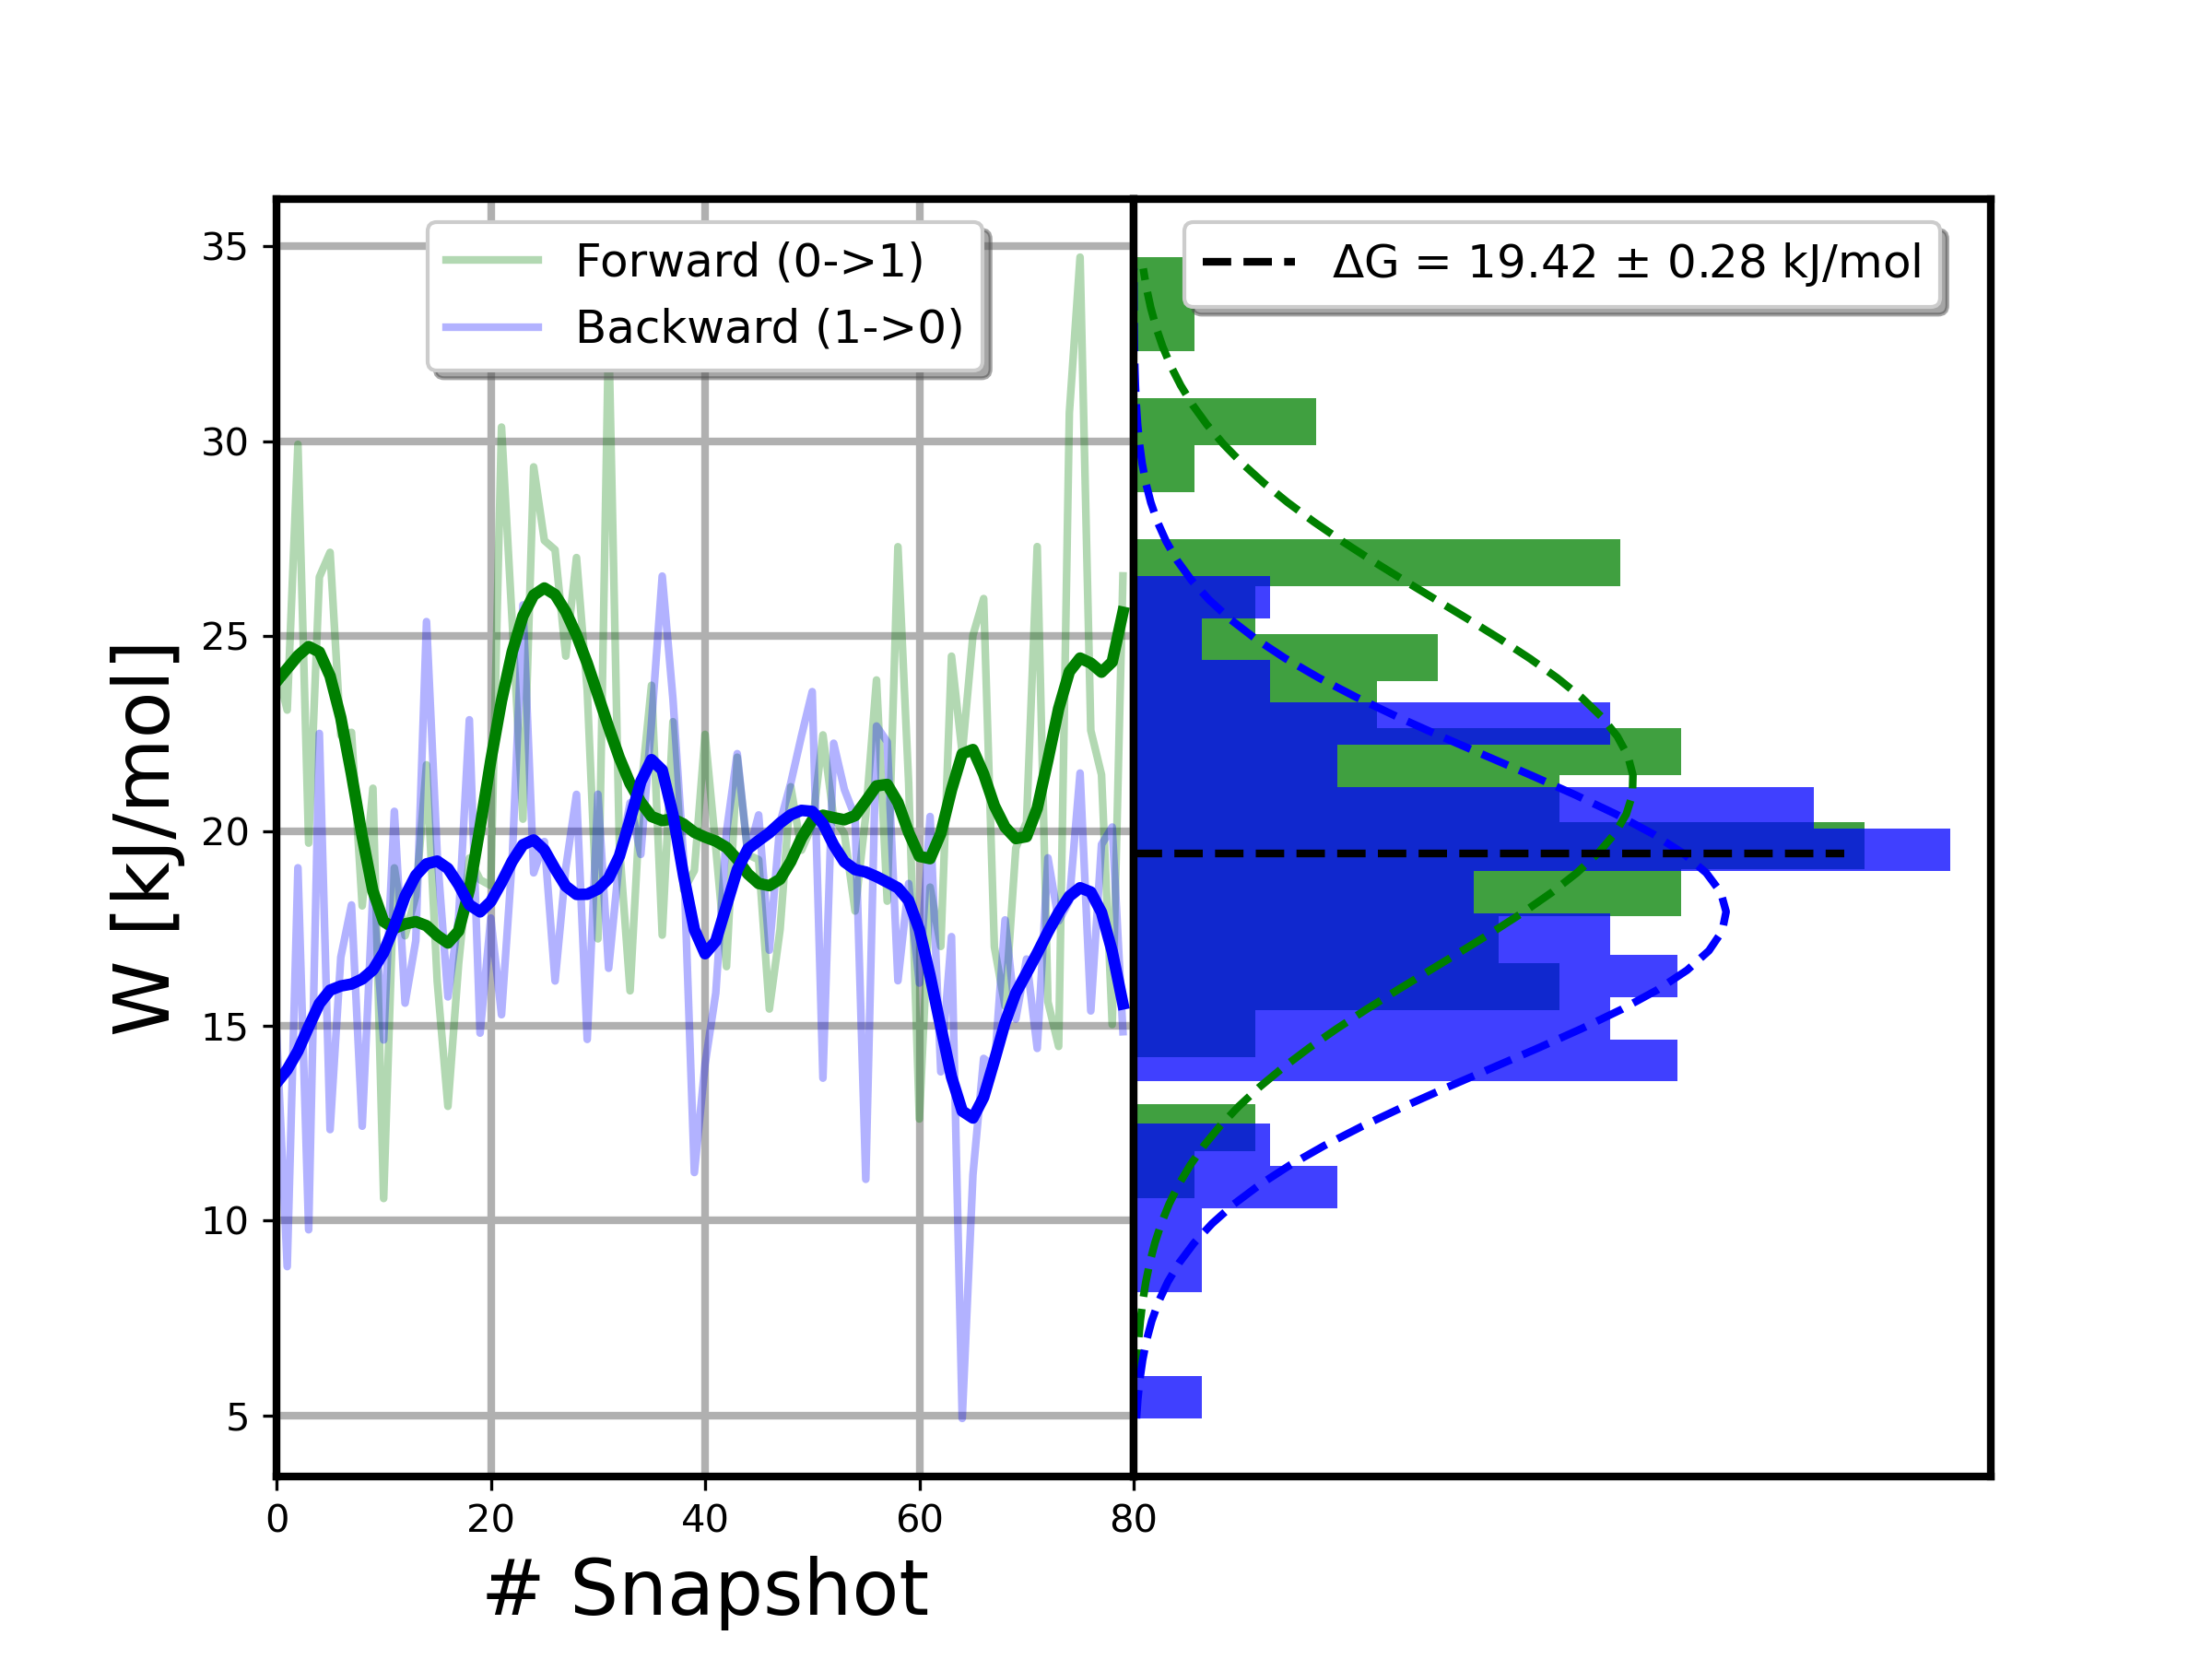 Forward (0->1)
Backward (1->0)
ΔG = 19.42 ± 0.28 kJ/mol
W [kJ/mol]
35
30
25
20
15
10
5
0
20
40
60
80
# Snapshot